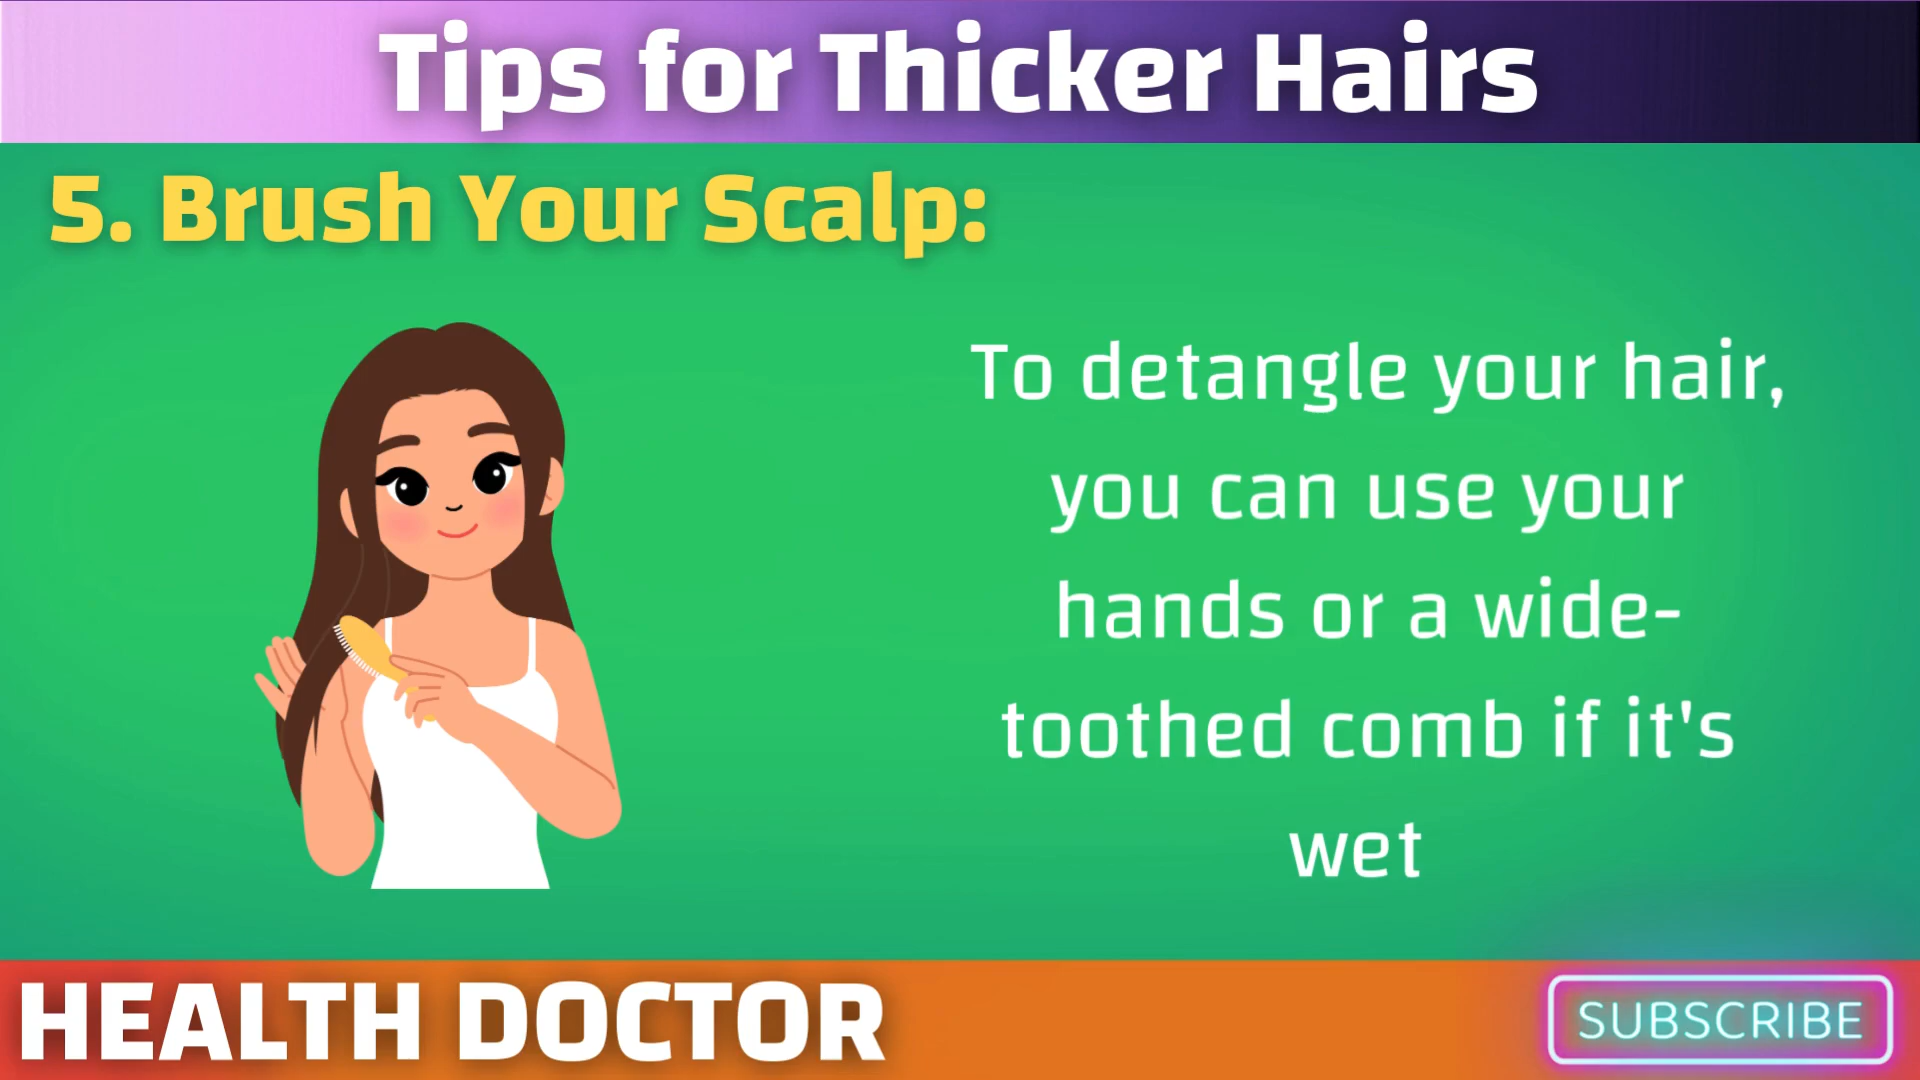 Tips for Thicker Hairs
5. Brush Your Scalp:
To detangle your hair,
you can use your
hands or a wide-
toothed comb if it's
wet
HEALTH DOCTOR
SUBSCRIBE